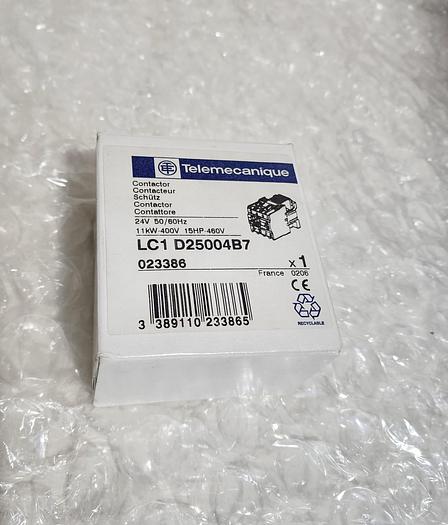 Telemecanique
Contactor
Contacteur
Schütz
Contactor
Contattore
24V 50/60Hz
11kW-400V 15HP-460V
LC1 D25004B7
023386
x 1
France 0206
CE
3 389110 233865
RECYCLABLE